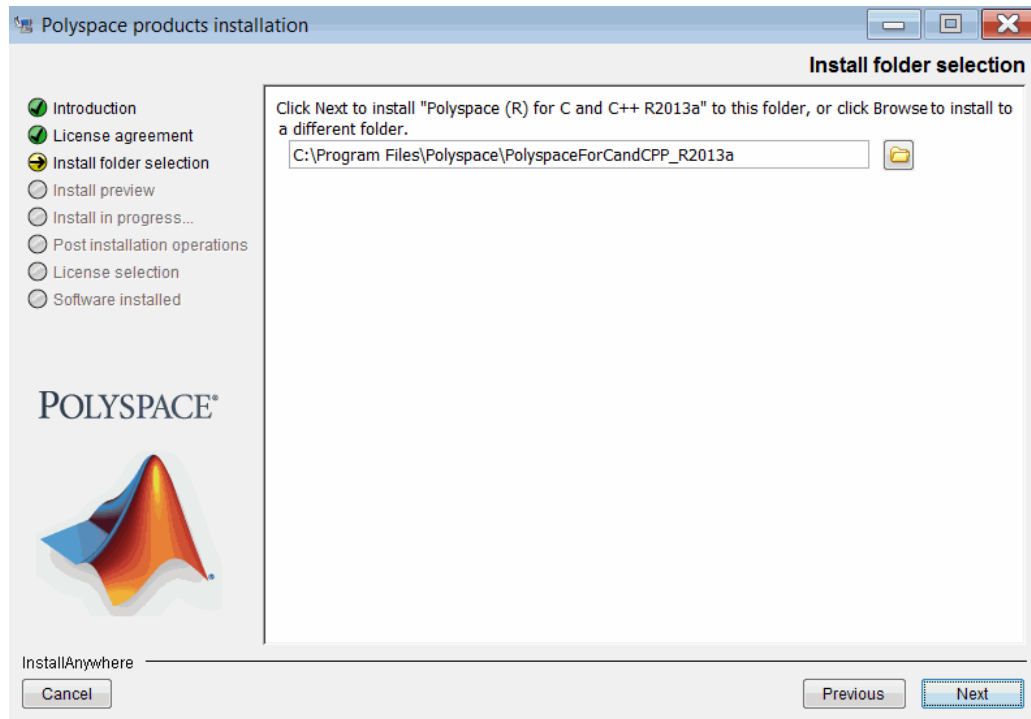 Polyspace products installation
Install folder selection
Introduction
License agreement
Install folder selection
Install preview
Install in progress...
Post installation operations
License selection
Software installed
Click Next to install "Polyspace (R) for C and C++ R2013a" to this folder, or click Browse to install to
a different folder.
C:\Program Files\Polyspace\PolyspaceForCandCPP_R2013a
POLYSPACE®
InstallAnywhere
Cancel
Previous
Next